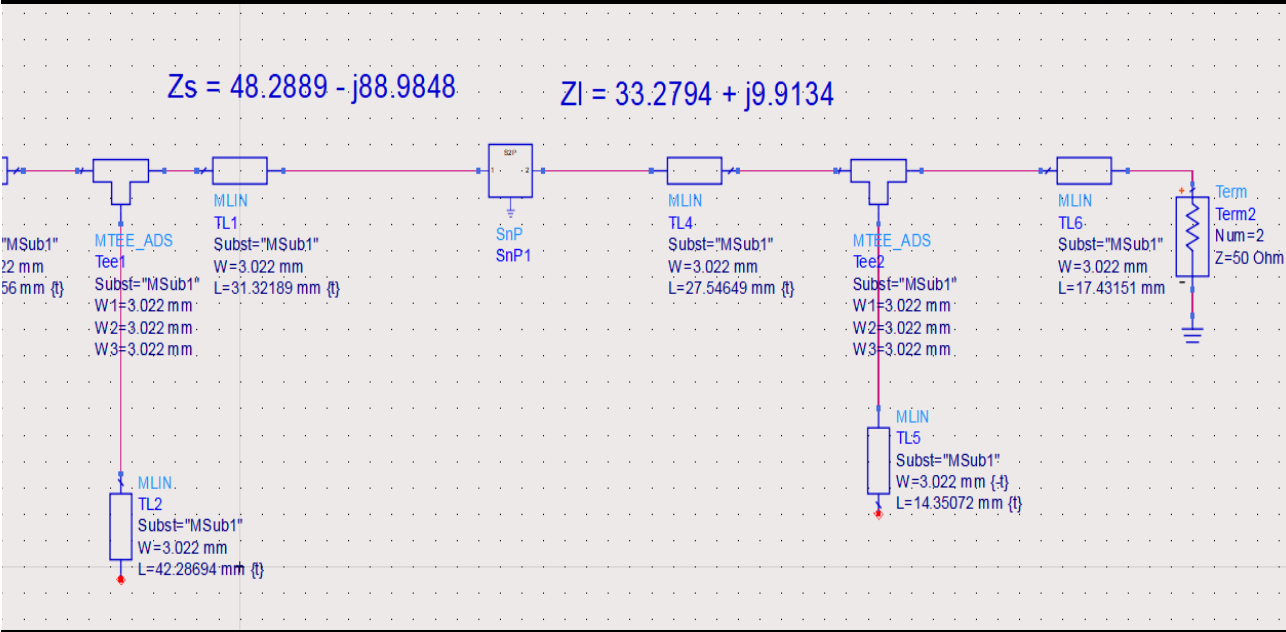 Zs = 48.2889 - j88.9848
Zl = 33.2794 + j9.9134
"MSub1"
22 mm
56 mm {t}
MTEE_ADS
Tee1
Subst="MSub1"
W1=3.022 mm
W2=3.022 mm
W3=3.022 mm
MLIN
TL1
Subst="MSub1"
W=3.022 mm
L=31.32189 mm {t}
S2P
1
2
SnP
SnP1
MLIN
TL4
Subst="MSub1"
W=3.022 mm
L=27.54649 mm {t}
MTEE_ADS
Tee2
Subst="MSub1"
W1=3.022 mm
W2=3.022 mm
W3=3.022 mm
MLIN
TL6
Subst="MSub1"
W=3.022 mm
L=17.43151 mm
+
-
Term
Term2
Num=2
Z=50 Ohm
MLIN
TL2
Subst="MSub1"
W=3.022 mm
L=42.28694 mm {t}
MLIN
TL5
Subst="MSub1"
W=3.022 mm {-t}
L=14.35072 mm {t}